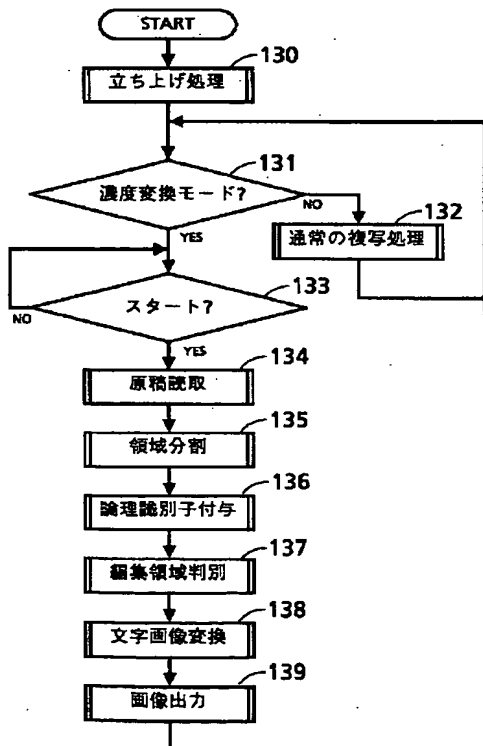 START
130
立ち上げ処理
131
濃度変換モード?
NO
132
YES
通常の複写処理
133
スタート?
NO
YES
134
原稿読取
135
領域分割
136
論理識別子付与
137
編集領域判別
138
文字画像変換
139
画像出力